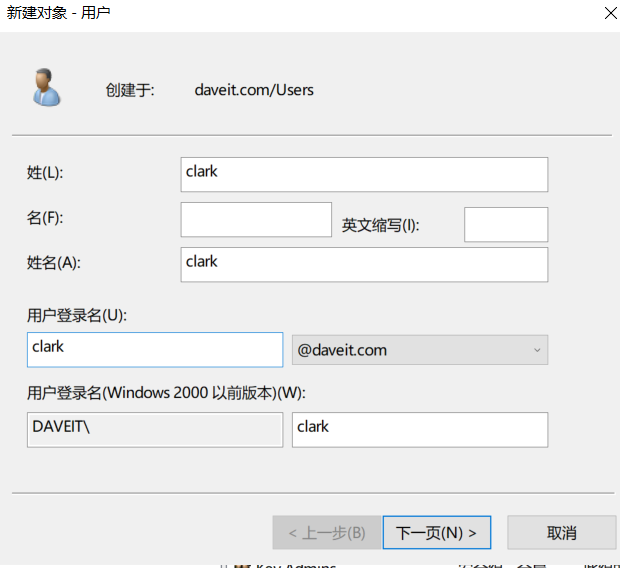 新建对象 - 用户
创建于: daveit.com/Users
姓(L): clark
名(F): 英文缩写(I):
姓名(A): clark
用户登录名(U):
clark @daveit.com
用户登录名(Windows 2000 以前版本)(W):
DAVEIT\ clark
< 上一步(B) 下一页(N) > 取消